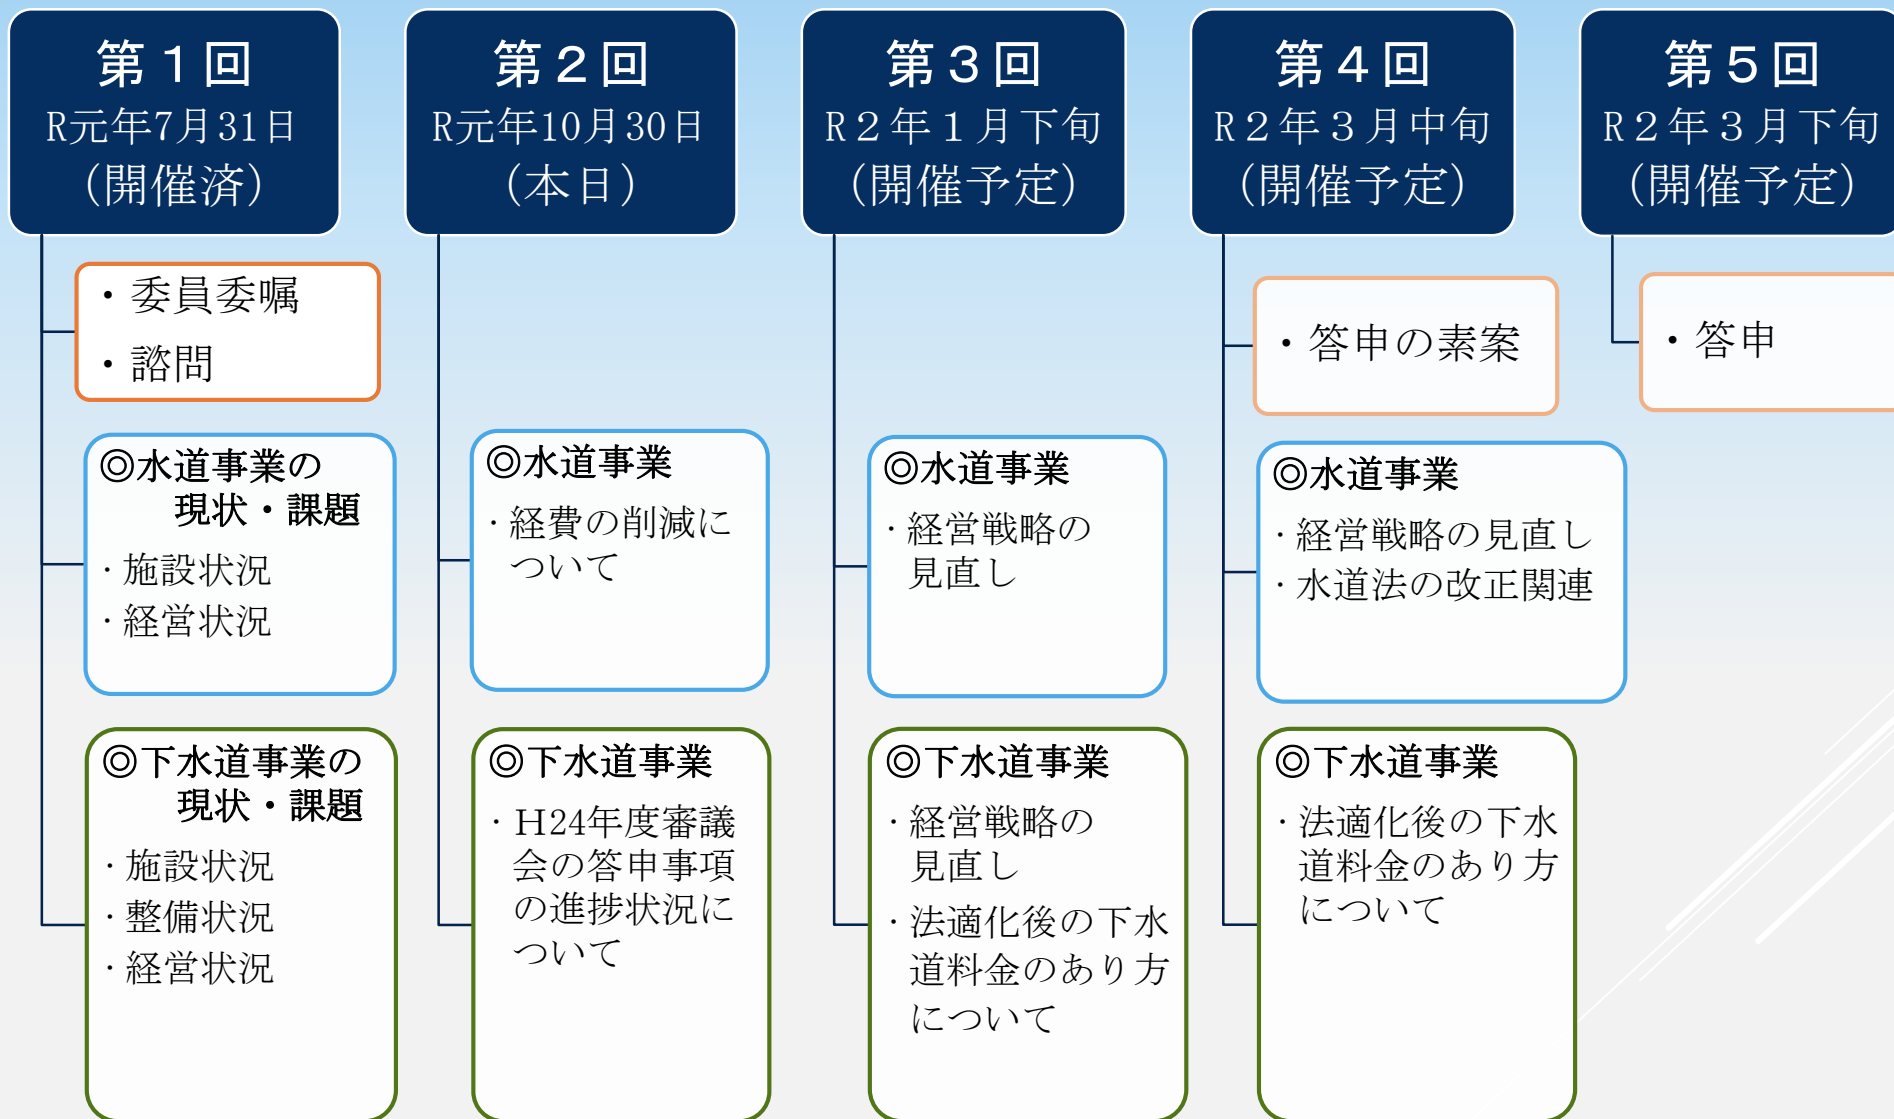 第１回
R元年7月31日
（開催済）
・委員委嘱
・諮問
◎水道事業の
現状・課題
・施設状況
・経営状況
◎下水道事業の
現状・課題
・施設状況
・整備状況
・経営状況
第２回
R元年10月30日
（本日）
◎水道事業
・経費の削減に
ついて
◎下水道事業
・H24年度審議
会の答申事項
の進捗状況に
ついて
第３回
R２年１月下旬
（開催予定）
◎水道事業
・経営戦略の
見直し
◎下水道事業
・経営戦略の
見直し
・法適化後の下水
道料金のあり方
について
第４回
R２年３月中旬
（開催予定）
・答申の素案
◎水道事業
・経営戦略の見直し
・水道法の改正関連
◎下水道事業
・法適化後の下水
道料金のあり方
について
第５回
R２年３月下旬
（開催予定）
・答申